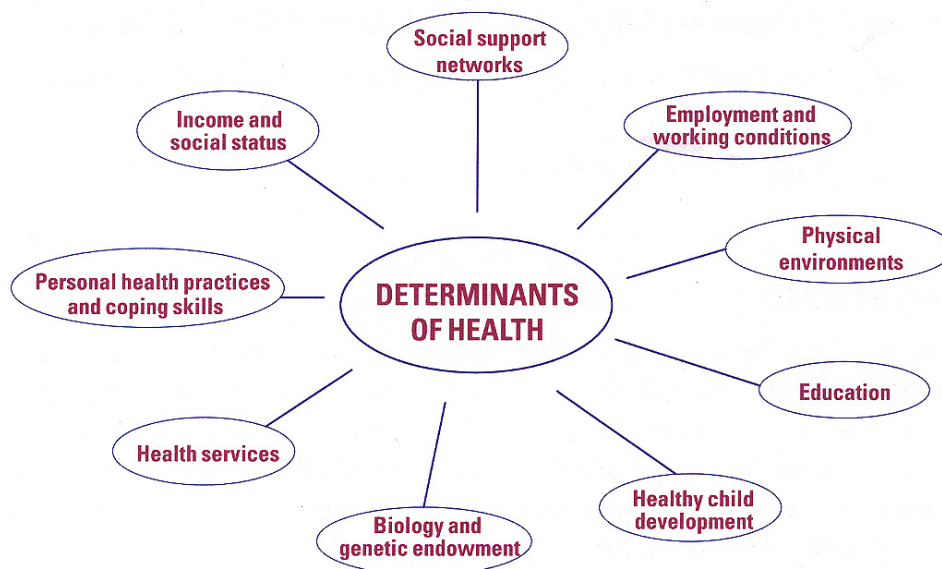 Social support
networks
Income and
social status
Employment and
working conditions
Physical
environments
Personal health practices
and coping skills
DETERMINANTS
OF HEALTH
Education
Health services
Healthy child
development
Biology and
genetic endowment